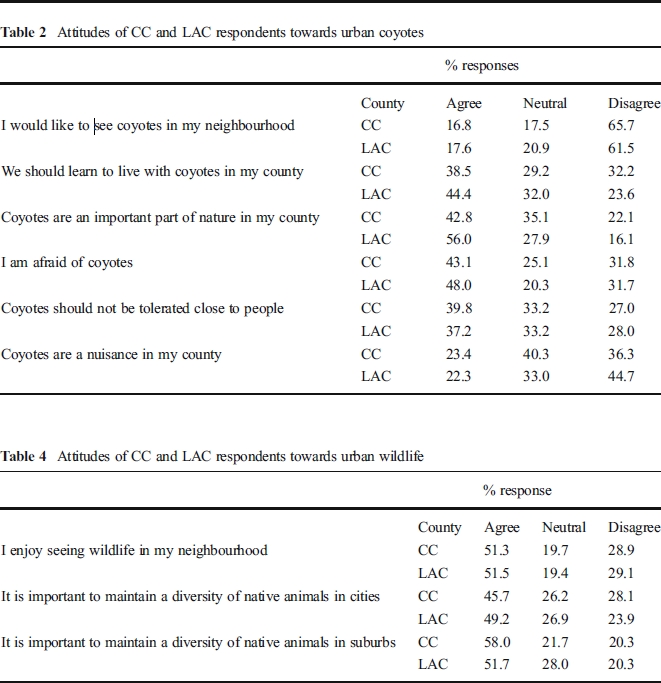 Table 2 Attitudes of CC and LAC respondents towards urban coyotes
% responses
County Agree Neutral Disagree
I would like to see coyotes in my neighbourhood CC 16.8 17.5 65.7
LAC 17.6 20.9 61.5
We should learn to live with coyotes in my county CC 38.5 29.2 32.2
LAC 44.4 32.0 23.6
Coyotes are an important part of nature in my county CC 42.8 35.1 22.1
LAC 56.0 27.9 16.1
I am afraid of coyotes CC 43.1 25.1 31.8
LAC 48.0 20.3 31.7
Coyotes should not be tolerated close to people CC 39.8 33.2 27.0
LAC 37.2 33.2 28.0
Coyotes are a nuisance in my county CC 23.4 40.3 36.3
LAC 22.3 33.0 44.7
Table 4 Attitudes of CC and LAC respondents towards urban wildlife
% response
County Agree Neutral Disagree
I enjoy seeing wildlife in my neighbourhood CC 51.3 19.7 28.9
LAC 51.5 19.4 29.1
It is important to maintain a diversity of native animals in cities CC 45.7 26.2 28.1
LAC 49.2 26.9 23.9
It is important to maintain a diversity of native animals in suburbs CC 58.0 21.7 20.3
LAC 51.7 28.0 20.3